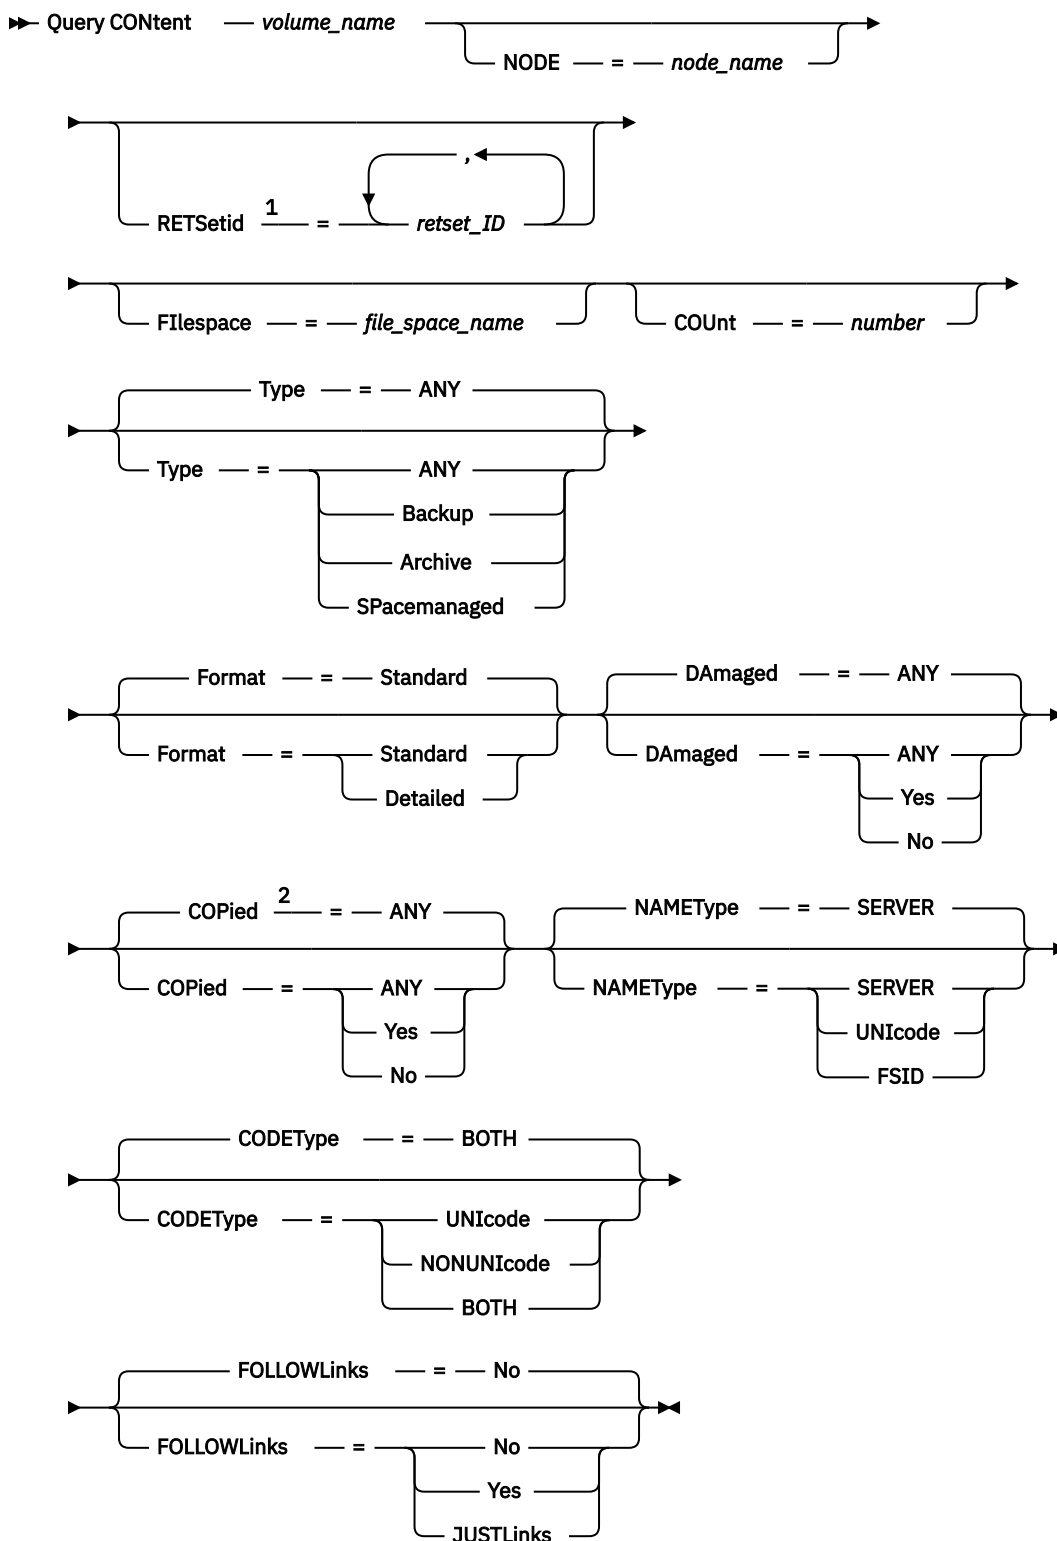 Query CONtent volume_name
NODE = node_name
,
RETSetid 1 = retset_ID
FIlespace = file_space_name COUnt = number
Type = ANY
Type = ANY
Backup
Archive
SPacemanaged
Format = Standard DAmaged = ANY
Format = Standard DAmaged = ANY
Detailed Yes
No
COPied 2 = ANY NAMEType = SERVER
COPied = ANY NAMEType = SERVER
Yes UNIcode
No FSID
CODEType = BOTH
CODEType = UNIcode
NONUNIcode
BOTH
FOLLOWLinks = No
FOLLOWLinks = No
Yes
JUSTLinks